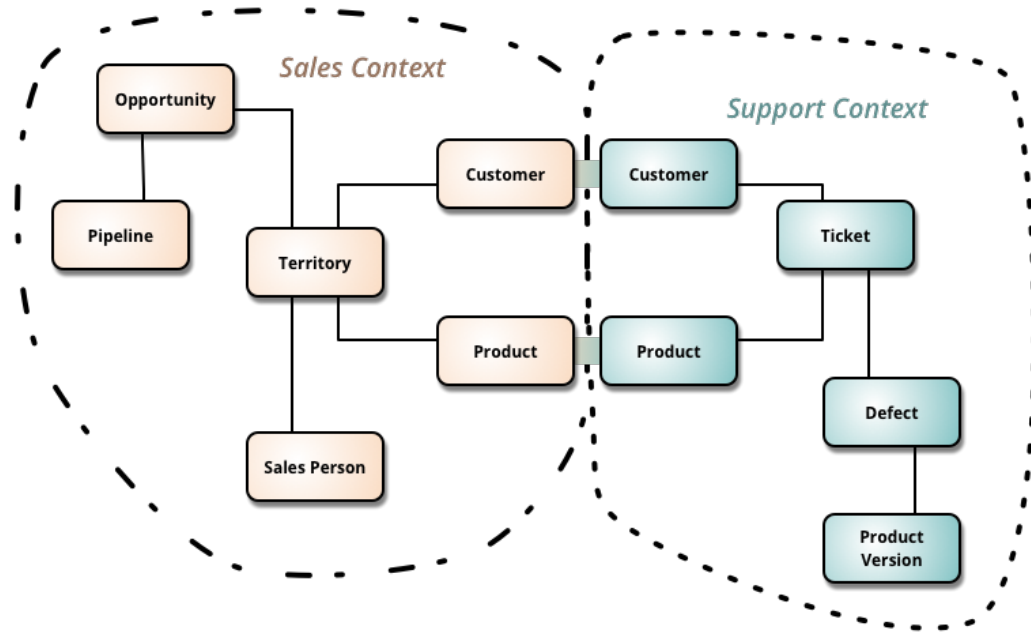 Sales Context
Opportunity
Pipeline
Territory
Customer
Product
Sales Person
Support Context
Customer
Ticket
Product
Defect
Product
Version